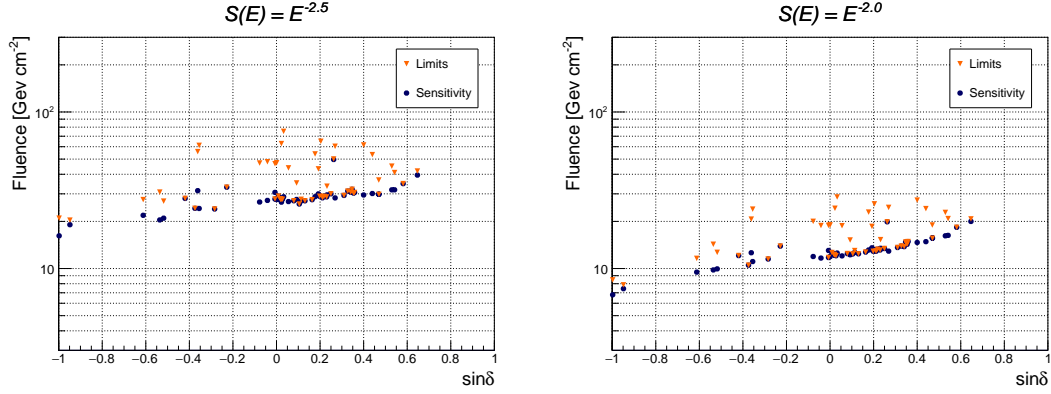 S(E) = E^-2.5
Fluence [Gev cm^-2]
10^2
10
Limits
Sensitivity
−1 −0.8 −0.6 −0.4 −0.2 0 0.2 0.4 0.6 0.8 1
sinδ
S(E) = E^-2.0
Fluence [Gev cm^-2]
10^2
10
Limits
Sensitivity
−1 −0.8 −0.6 −0.4 −0.2 0 0.2 0.4 0.6 0.8 1
sinδ